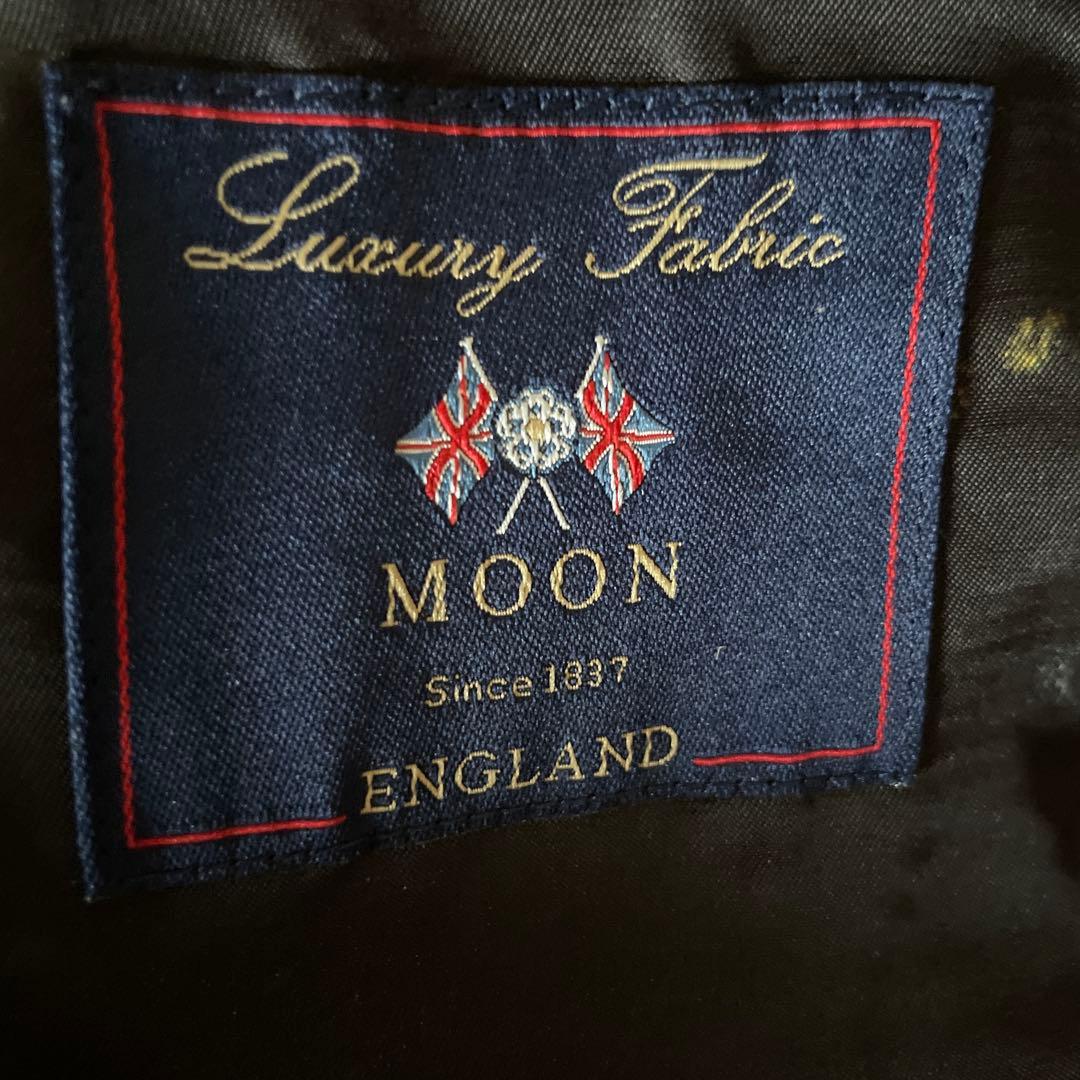 Luxury Fabric
MOON
Since 1837
ENGLAND